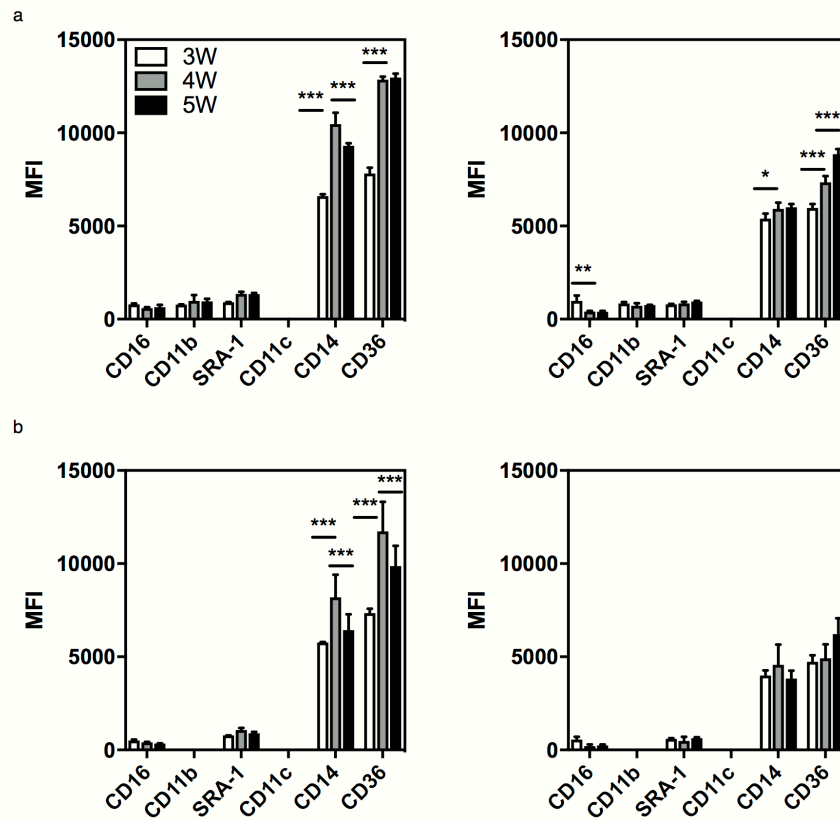 a
15000
10000
5000
0
MFI
3W
4W
5W
***
***
***
CD16
CD11b
SRA-1
CD11c
CD14
CD36
15000
10000
5000
0
MFI
**
*
***
***
CD16
CD11b
SRA-1
CD11c
CD14
CD36
b
15000
10000
5000
0
MFI
***
***
***
***
CD16
CD11b
SRA-1
CD11c
CD14
CD36
15000
10000
5000
0
MFI
CD16
CD11b
SRA-1
CD11c
CD14
CD36